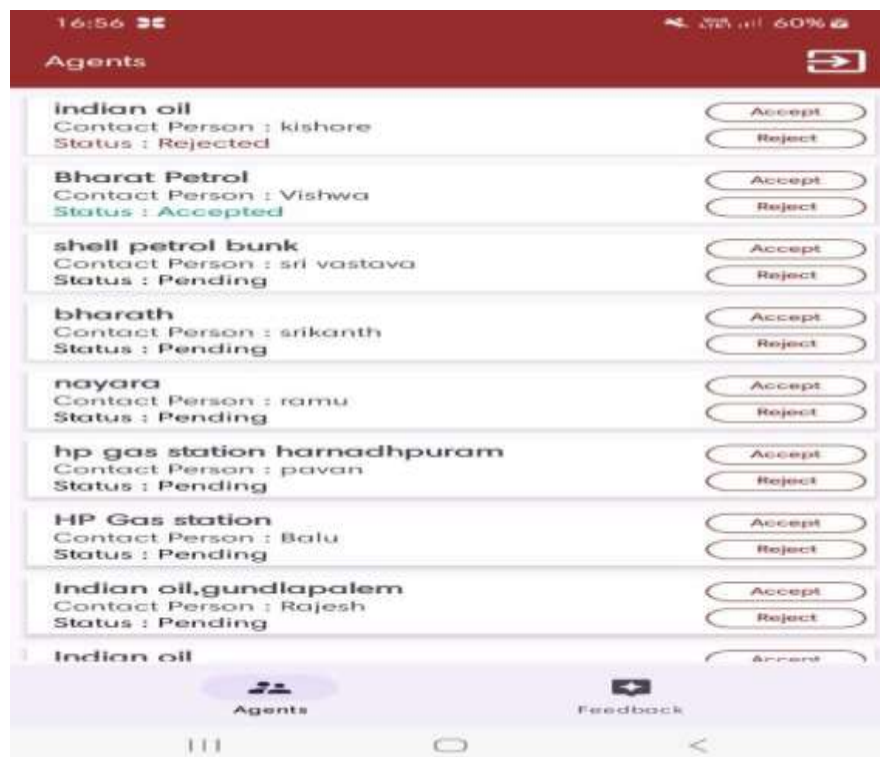 16:56
60%
Agents
indian oil
Contact Person : kishore
Status : Rejected
Accept
Reject
Bharat Petrol
Contact Person : Vishwa
Status : Accepted
Accept
Reject
shell petrol bunk
Contact Person : sri vastava
Status : Pending
Accept
Reject
bharath
Contact Person : srikanth
Status : Pending
Accept
Reject
nayara
Contact Person : ramu
Status : Pending
Accept
Reject
hp gas station harnadhpuram
Contact Person : pavan
Status : Pending
Accept
Reject
HP Gas station
Contact Person : Balu
Status : Pending
Accept
Reject
Indian oil,gundlapalem
Contact Person : Rajesh
Status : Pending
Accept
Reject
Indian oil
Accept
Agents
Feedback